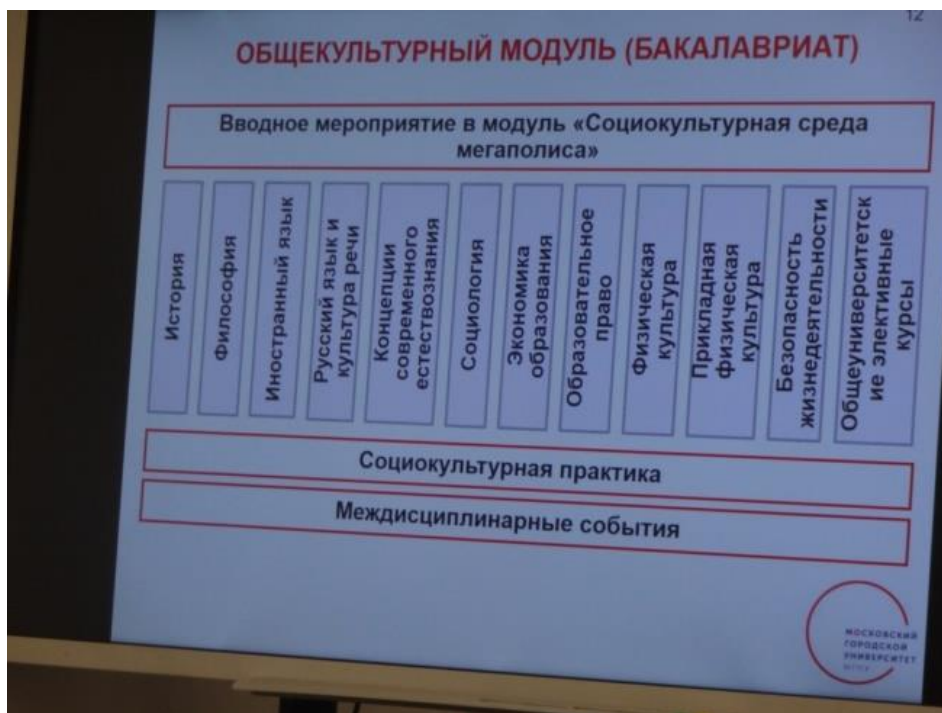 12
ОБЩЕКУЛЬТУРНЫЙ МОДУЛЬ (БАКАЛАВРИАТ)
Вводное мероприятие в модуль «Социокультурная среда
мегаполиса»
История
Философия
Иностранный язык
Русский язык и
культура речи
Концепции
современного
естествознания
Социология
Экономика
образования
Образовательное
право
Физическая
культура
Прикладная
физическая
культура
Безопасность
жизнедеятельности
Общеуниверситетск
ие элективные
курсы
Социокультурная практика
Междисциплинарные события
МОСКОВСКИЙ
ГОРОДСКОЙ
УНИВЕРСИТЕТ